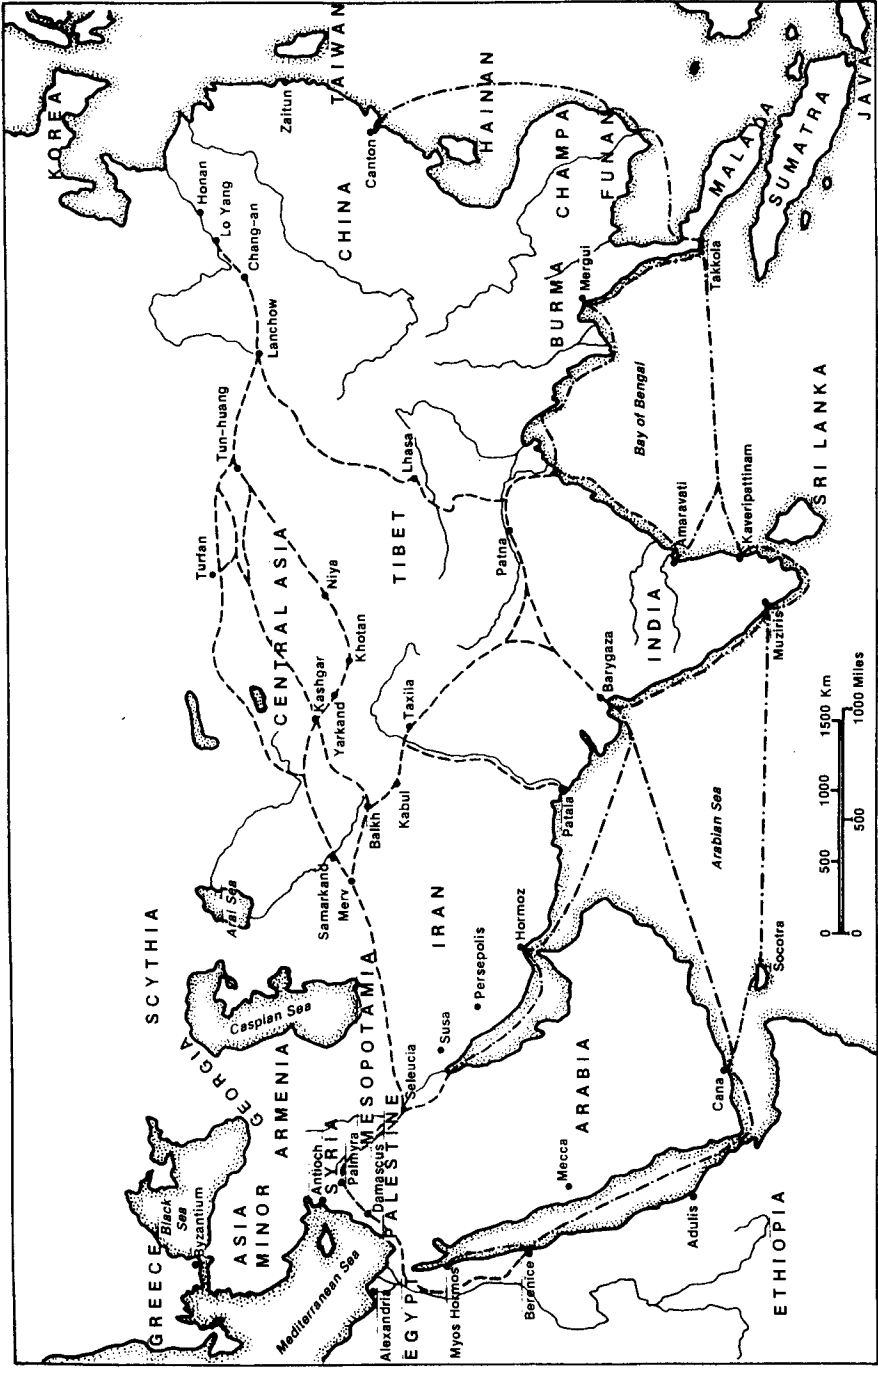 GREECE
Byzantium
Black
Sea
ASIA
MINOR
Mediterranean Sea
Alexandria
EGYPT
Myos Hormos
Berenice
ETHIOPIA
Adulis
Antioch
SYRIA
Palmyra
Damascus
PALESTINE
Mecca
GEORGIA
ARMENIA
MESOPOTAMIA
Seleucia
ARABIA
Cana
SCYTHIA
Caspian Sea
Susa
Persepolis
Hormoz
Socotra
Aral Sea
IRAN
Samarkand
Merv
Balkh
Kabul
Patala
Arabian Sea
0 500 1000 1500 Km
0 500 1000 Miles
CENTRAL ASIA
Kashgar
Yarkand
Taxila
Khotan
Niya
Barygaza
INDIA
Muziris
Turfan
Tun-huang
TIBET
Lhasa
Patna
Amaravati
Kaveripattinam
SRI LANKA
Bay of Bengal
Lanchow
Chang-an
Lo Yang
Honan
CHINA
BURMA
Mergui
Takkola
KOREA
Zaitun
TAIWAN
Canton
HAINAN
CHAMPA
FUNAN
MALAYA
SUMATRA
JAVA